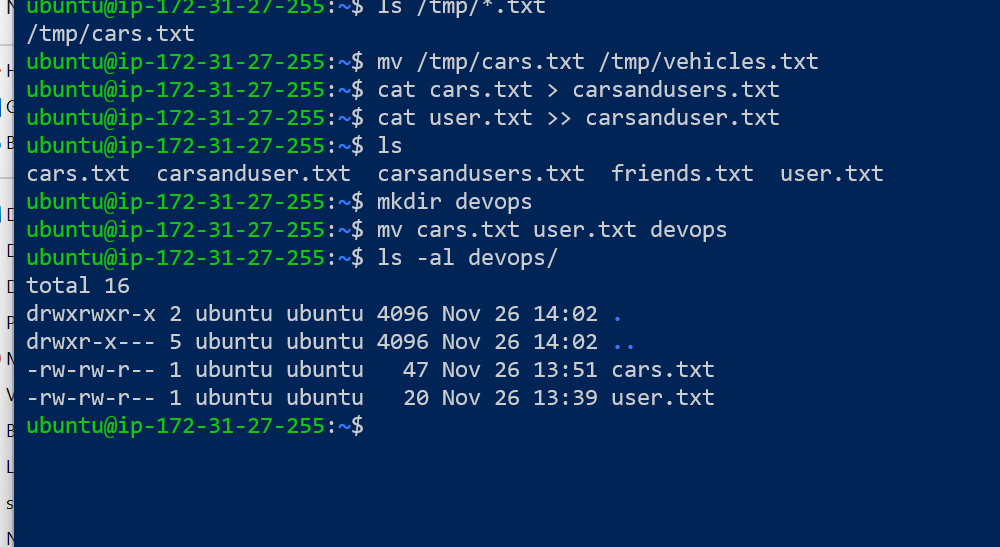 ubuntu@ip-172-31-27-255:~$ ls /tmp/*.txt
/tmp/cars.txt
ubuntu@ip-172-31-27-255:~$ mv /tmp/cars.txt /tmp/vehicles.txt
ubuntu@ip-172-31-27-255:~$ cat cars.txt > carsandusers.txt
ubuntu@ip-172-31-27-255:~$ cat user.txt >> carsanduser.txt
ubuntu@ip-172-31-27-255:~$ ls
cars.txt  carsanduser.txt  carsandusers.txt  friends.txt  user.txt
ubuntu@ip-172-31-27-255:~$ mkdir devops
ubuntu@ip-172-31-27-255:~$ mv cars.txt user.txt devops
ubuntu@ip-172-31-27-255:~$ ls -al devops/
total 16
drwxrwxr-x 2 ubuntu ubuntu 4096 Nov 26 14:02 .
drwxr-x--- 5 ubuntu ubuntu 4096 Nov 26 14:02 ..
-rw-rw-r-- 1 ubuntu ubuntu   47 Nov 26 13:51 cars.txt
-rw-rw-r-- 1 ubuntu ubuntu   20 Nov 26 13:39 user.txt
ubuntu@ip-172-31-27-255:~$